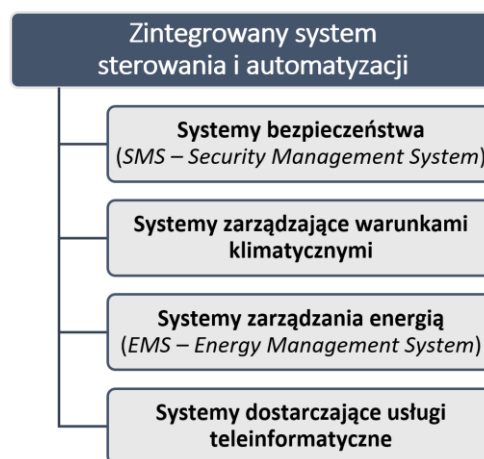 Zintegrowany system
sterowania i automatyzacji
Systemy bezpieczeństwa
(SMS – Security Management System)
Systemy zarządzające warunkami
klimatycznymi
Systemy zarządzania energią
(EMS – Energy Management System)
Systemy dostarczające usługi
teleinformatyczne